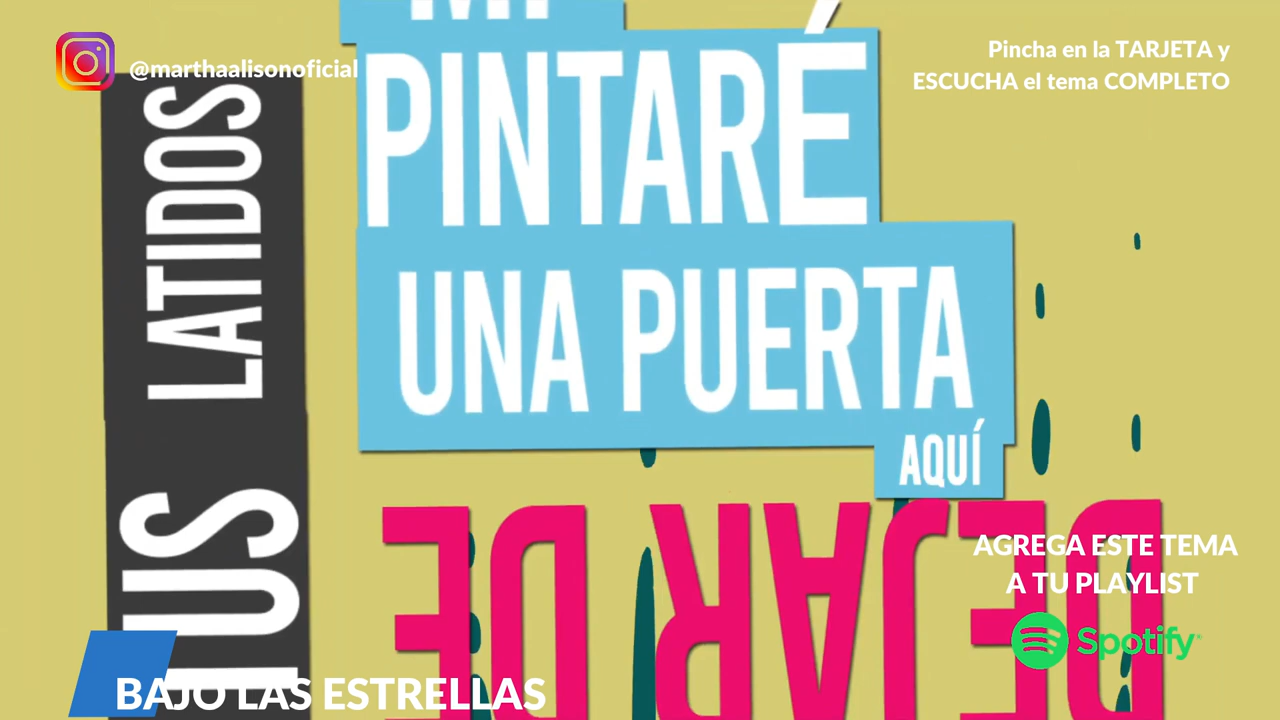 @marthaalisonoficial
Pincha en la TARJETA y
ESCUCHA el tema COMPLETO
MI
PINTARÉ
UNA PUERTA
AQUÍ
TUS LATIDOS
DEJAR DE
AGREGA ESTE TEMA
A TU PLAYLIST
Spotify
BAJO LAS ESTRELLAS